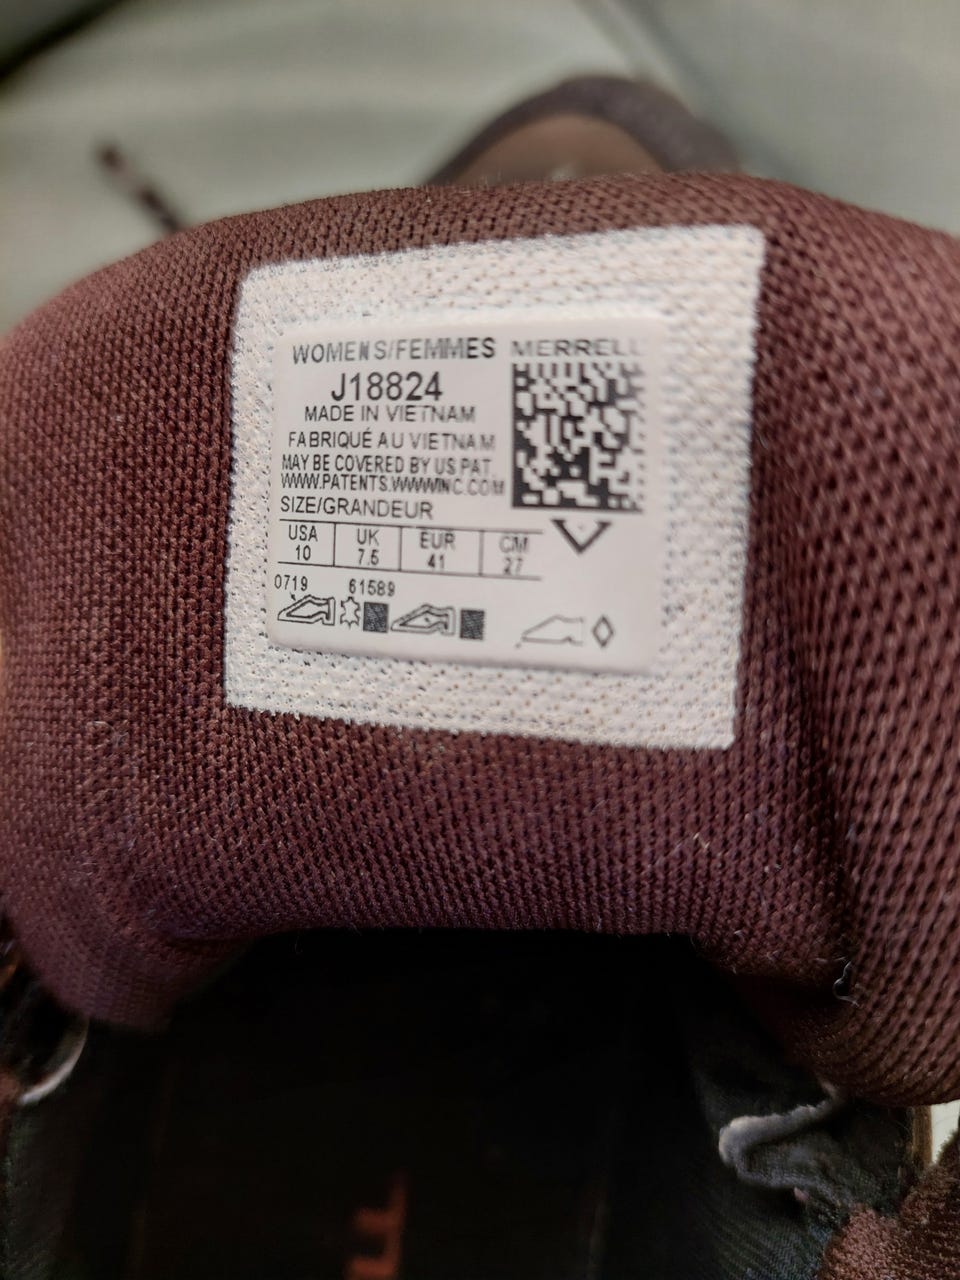 WOMENS/FEMMES MERRELL
J18824
MADE IN VIETNAM
FABRIQUÉ AU VIETNAM
MAY BE COVERED BY US PAT.
WWW.PATENTS.WWWINC.COM
SIZE/GRANDEUR
USA UK EUR CM
10 7.5 41 27
0719 61589